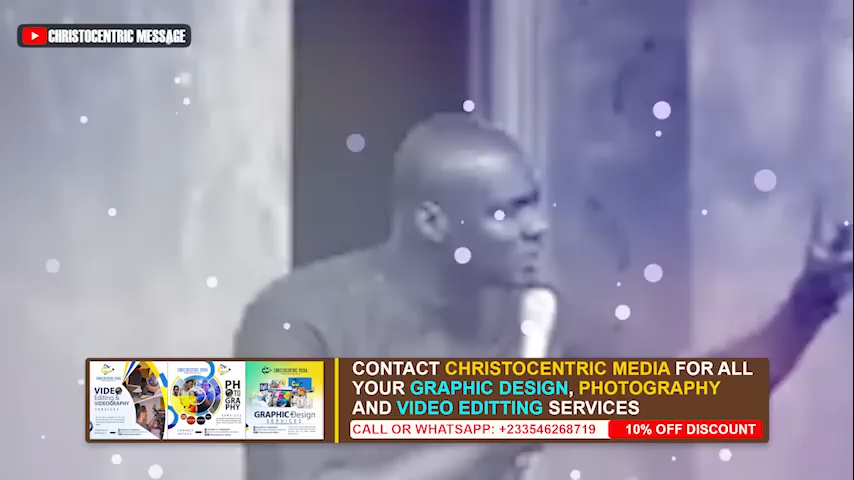 CHRISTOCENTRIC MESSAGE
CONTACT CHRISTOCENTRIC MEDIA FOR ALL
YOUR GRAPHIC DESIGN, PHOTOGRAPHY
AND VIDEO EDITTING SERVICES
CALL OR WHATSAPP: +233546268719
10% OFF DISCOUNT
VIDEO
Editing &
VIDEOGRAPHY
SERVICES
PH
OTO
GRA
PHY
GRAPHIC Design
SERVICES